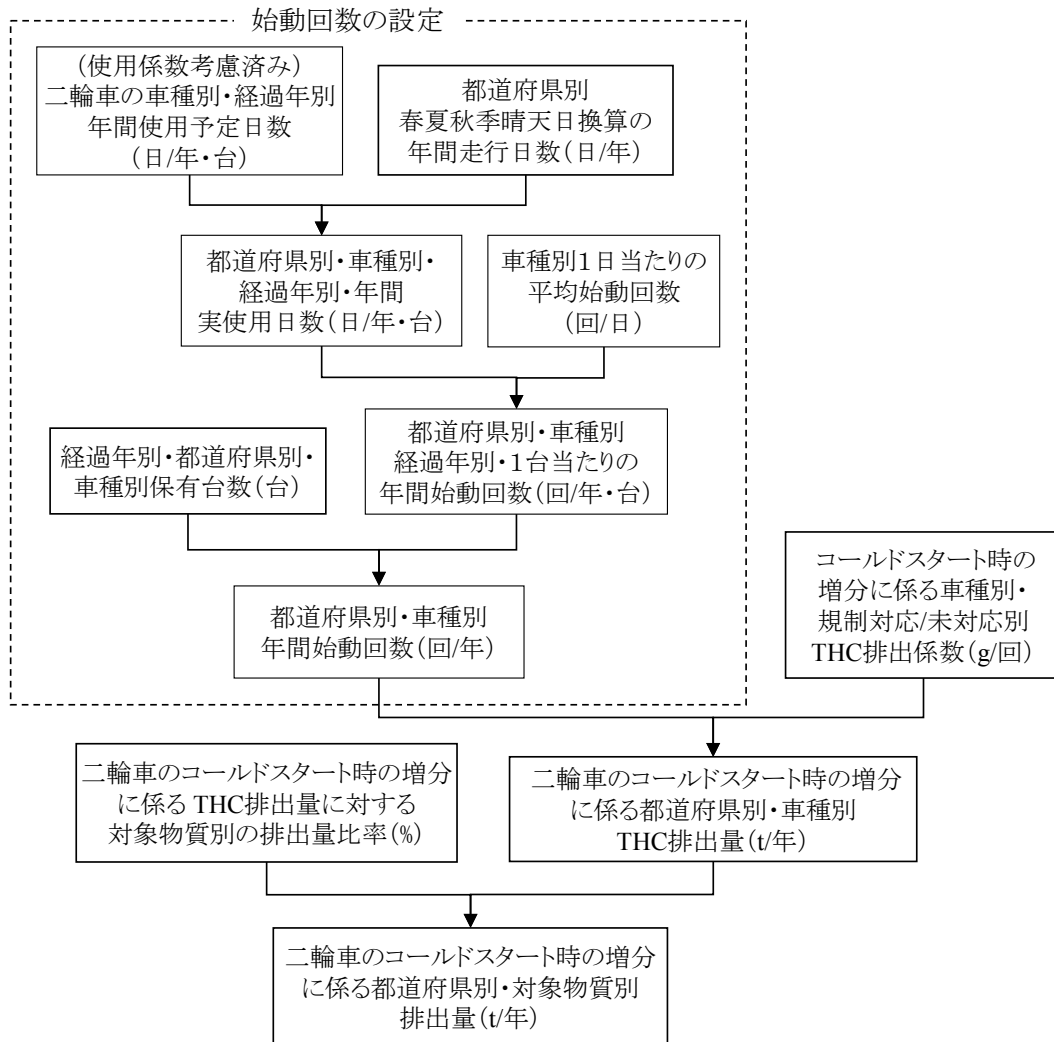 始動回数の設定
(使用係数考慮済み)
二輪車の車種別・経過年別
年間使用予定日数
(日/年・台)
都道府県別
春夏秋季晴天日換算の
年間走行日数(日/年)
都道府県別・車種別・
経過年別・年間
実使用日数(日/年・台)
車種別1日当たりの
平均始動回数
(回/日)
経過年別・都道府県別・
車種別保有台数(台)
都道府県別・車種別
経過年別・1台当たりの
年間始動回数(回/年・台)
都道府県別・車種別
年間始動回数(回/年)
コールドスタート時の
増分に係る車種別・
規制対応/未対応別
THC排出係数(g/回)
二輪車のコールドスタート時の増分
に係る THC排出量に対する
対象物質別の排出量比率(%)
二輪車のコールドスタート時の増分
に係る都道府県別・車種別
THC排出量(t/年)
二輪車のコールドスタート時の増分
に係る都道府県別・対象物質別
排出量(t/年)